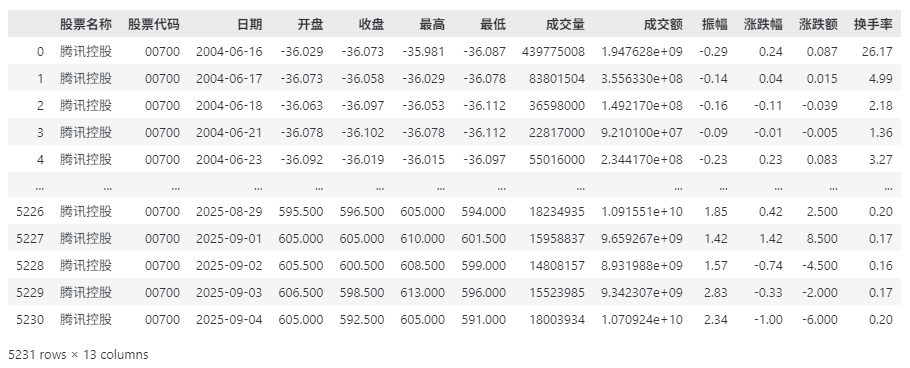 股票名称 股票代码 日期 开盘 收盘 最高 最低 成交量 成交额 振幅 涨跌幅 涨跌额 换手率
0 腾讯控股 00700 2004-06-16 -36.029 -36.073 -35.981 -36.087 439775008 1.947628e+09 -0.29 0.24 0.087 26.17
1 腾讯控股 00700 2004-06-17 -36.073 -36.058 -36.029 -36.078 83801504 3.556330e+08 -0.14 0.04 0.015 4.99
2 腾讯控股 00700 2004-06-18 -36.063 -36.097 -36.053 -36.112 36598000 1.492170e+08 -0.16 -0.11 -0.039 2.18
3 腾讯控股 00700 2004-06-21 -36.078 -36.102 -36.078 -36.112 22817000 9.210100e+07 -0.09 -0.01 -0.005 1.36
4 腾讯控股 00700 2004-06-23 -36.092 -36.019 -36.015 -36.097 55016000 2.344170e+08 -0.23 0.23 0.083 3.27
... ... ... ... ... ... ... ... ... ... ... ... ... ...
5226 腾讯控股 00700 2025-08-29 595.500 596.500 605.000 594.000 18234935 1.091551e+10 1.85 0.42 2.500 0.20
5227 腾讯控股 00700 2025-09-01 605.000 605.000 610.000 601.500 15958837 9.659267e+09 1.42 1.42 8.500 0.17
5228 腾讯控股 00700 2025-09-02 605.500 600.500 608.500 599.000 14808157 8.931988e+09 1.57 -0.74 -4.500 0.16
5229 腾讯控股 00700 2025-09-03 606.500 598.500 613.000 596.000 15523985 9.342307e+09 2.83 -0.33 -2.000 0.17
5230 腾讯控股 00700 2025-09-04 605.000 592.500 605.000 591.000 18003934 1.070924e+10 2.34 -1.00 -6.000 0.20
5231 rows × 13 columns